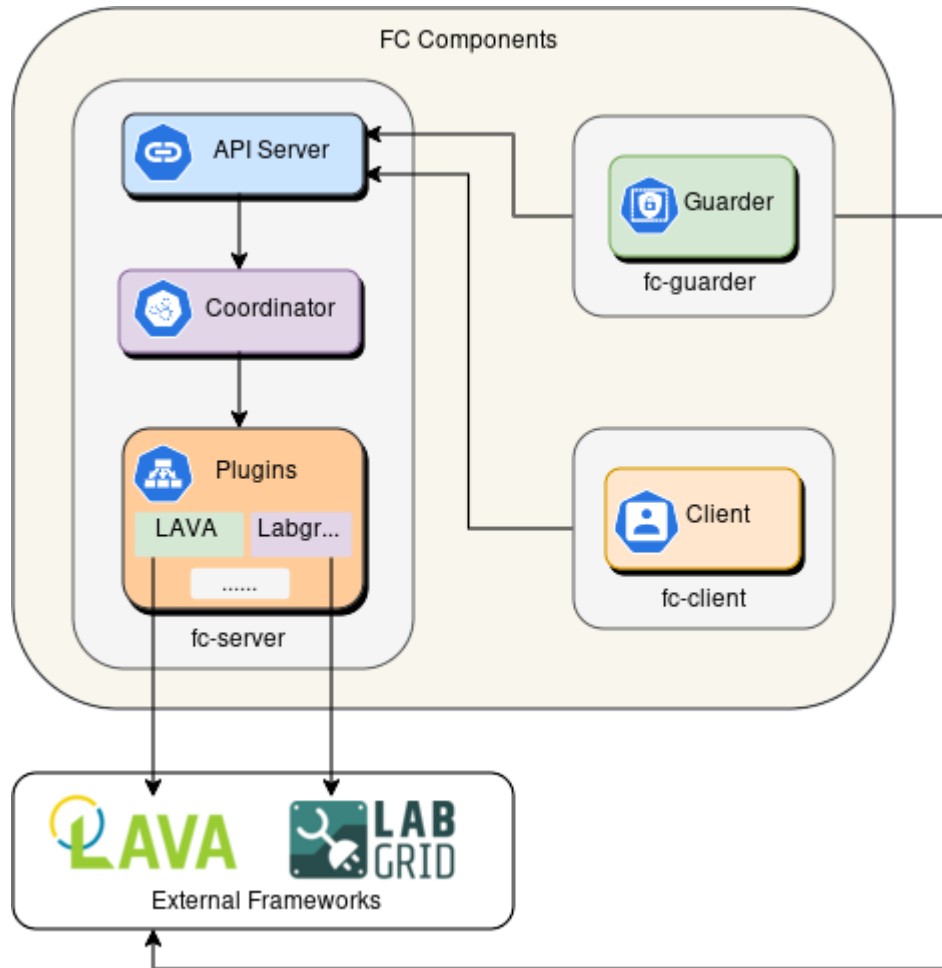 FC Components
API Server
Coordinator
Plugins
LAVA
Labgr...
......
fc-server
Guarder
fc-guarder
Client
fc-client
LAVA
LAB
GRID
External Frameworks